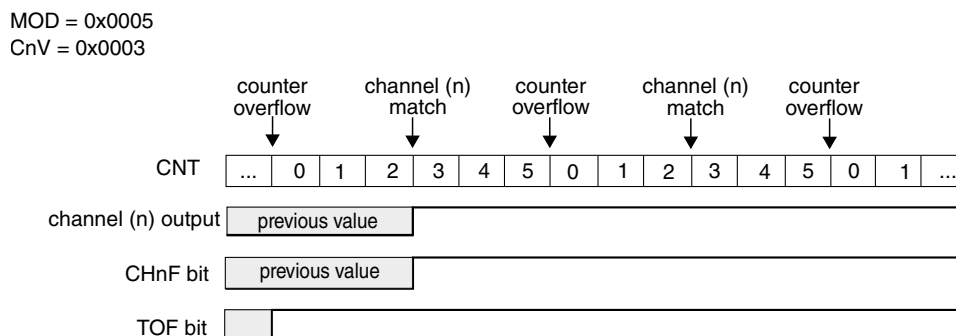 MOD = 0x0005
CnV = 0x0003
counter overflow
channel (n) match
counter overflow
channel (n) match
counter overflow
CNT ... 0 1 2 3 4 5 0 1 2 3 4 5 0 1 ...
channel (n) output previous value
CHnF bit previous value
TOF bit